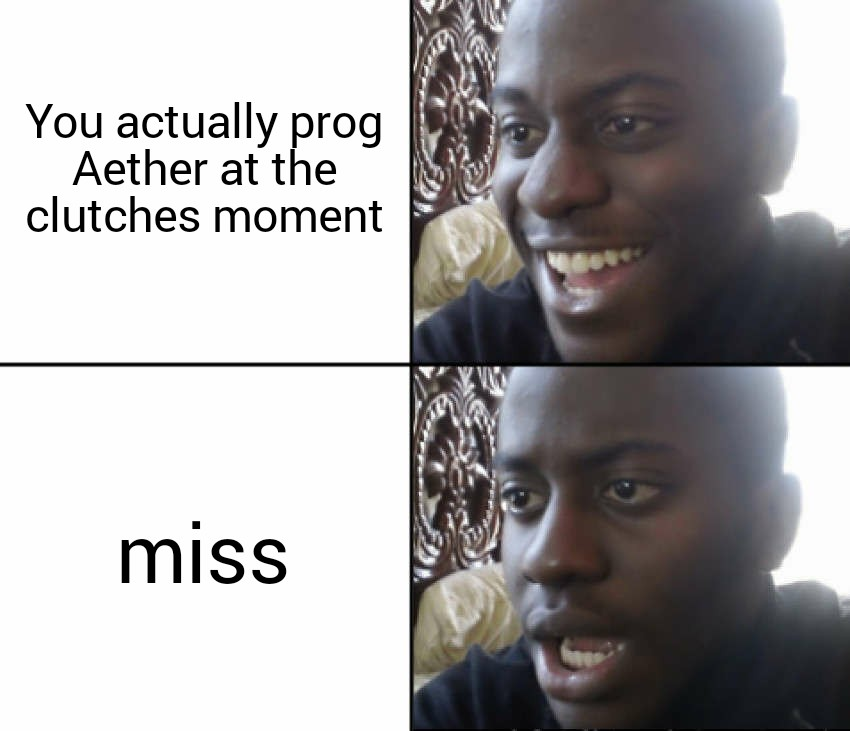 You actually prog
Aether at the
clutches moment
miss